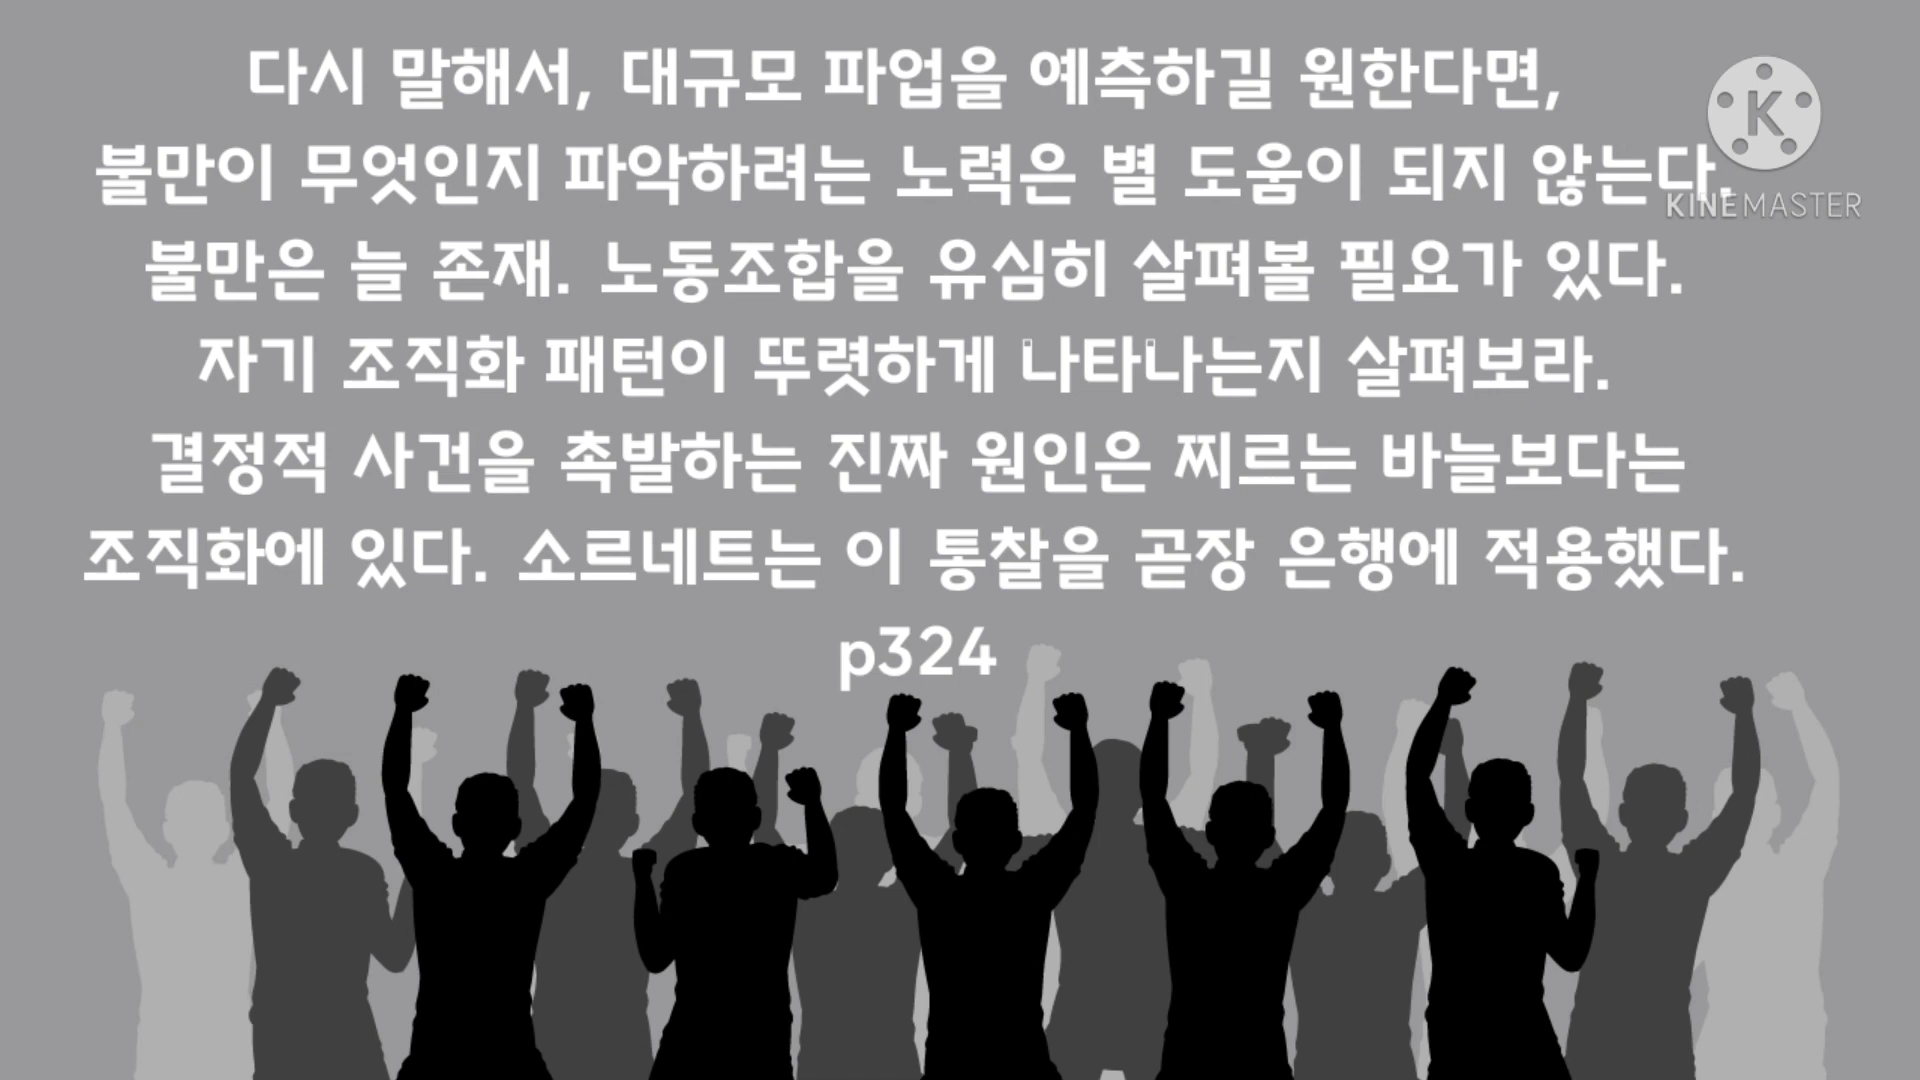 다시 말해서, 대규모 파업을 예측하길 원한다면,
불만이 무엇인지 파악하려는 노력은 별 도움이 되지 않는다.
불만은 늘 존재. 노동조합을 유심히 살펴볼 필요가 있다.
자기 조직화 패턴이 뚜렷하게 나타나는지 살펴보라.
결정적 사건을 촉발하는 진짜 원인은 찌르는 바늘보다는
조직화에 있다. 소르네트는 이 통찰을 곧장 은행에 적용했다.
p324
K
KINEMASTER